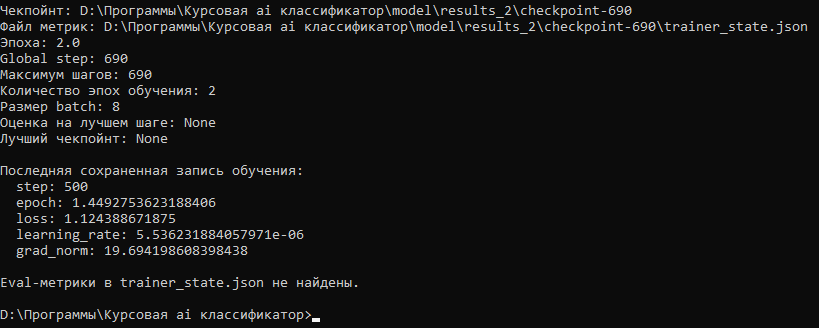 Чекпойнт: D:\Программы\Курсовая ai классификатор\model\results_2\checkpoint-690
Файл метрик: D:\Программы\Курсовая ai классификатор\model\results_2\checkpoint-690\trainer_state.json
Эпоха: 2.0
Global step: 690
Максимум шагов: 690
Количество эпох обучения: 2
Размер batch: 8
Оценка на лучшем шаге: None
Лучший чекпойнт: None
Последняя сохраненная запись обучения:
step: 500
epoch: 1.4492753623188406
loss: 1.124388671875
learning_rate: 5.536231884057971e-06
grad_norm: 19.694198608398438
Eval-метрики в trainer_state.json не найдены.
D:\Программы\Курсовая ai классификатор>